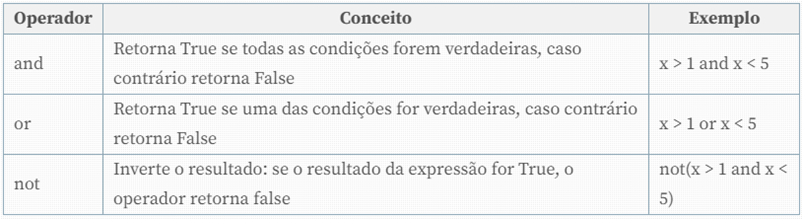 Operador Conceito Exemplo
and Retorna True se todas as condições forem verdadeiras, caso contrário retorna False x > 1 and x < 5
or Retorna True se uma das condições for verdadeiras, caso contrário retorna False x > 1 or x < 5
not Inverte o resultado: se o resultado da expressão for True, o operador retorna false not(x > 1 and x < 5)